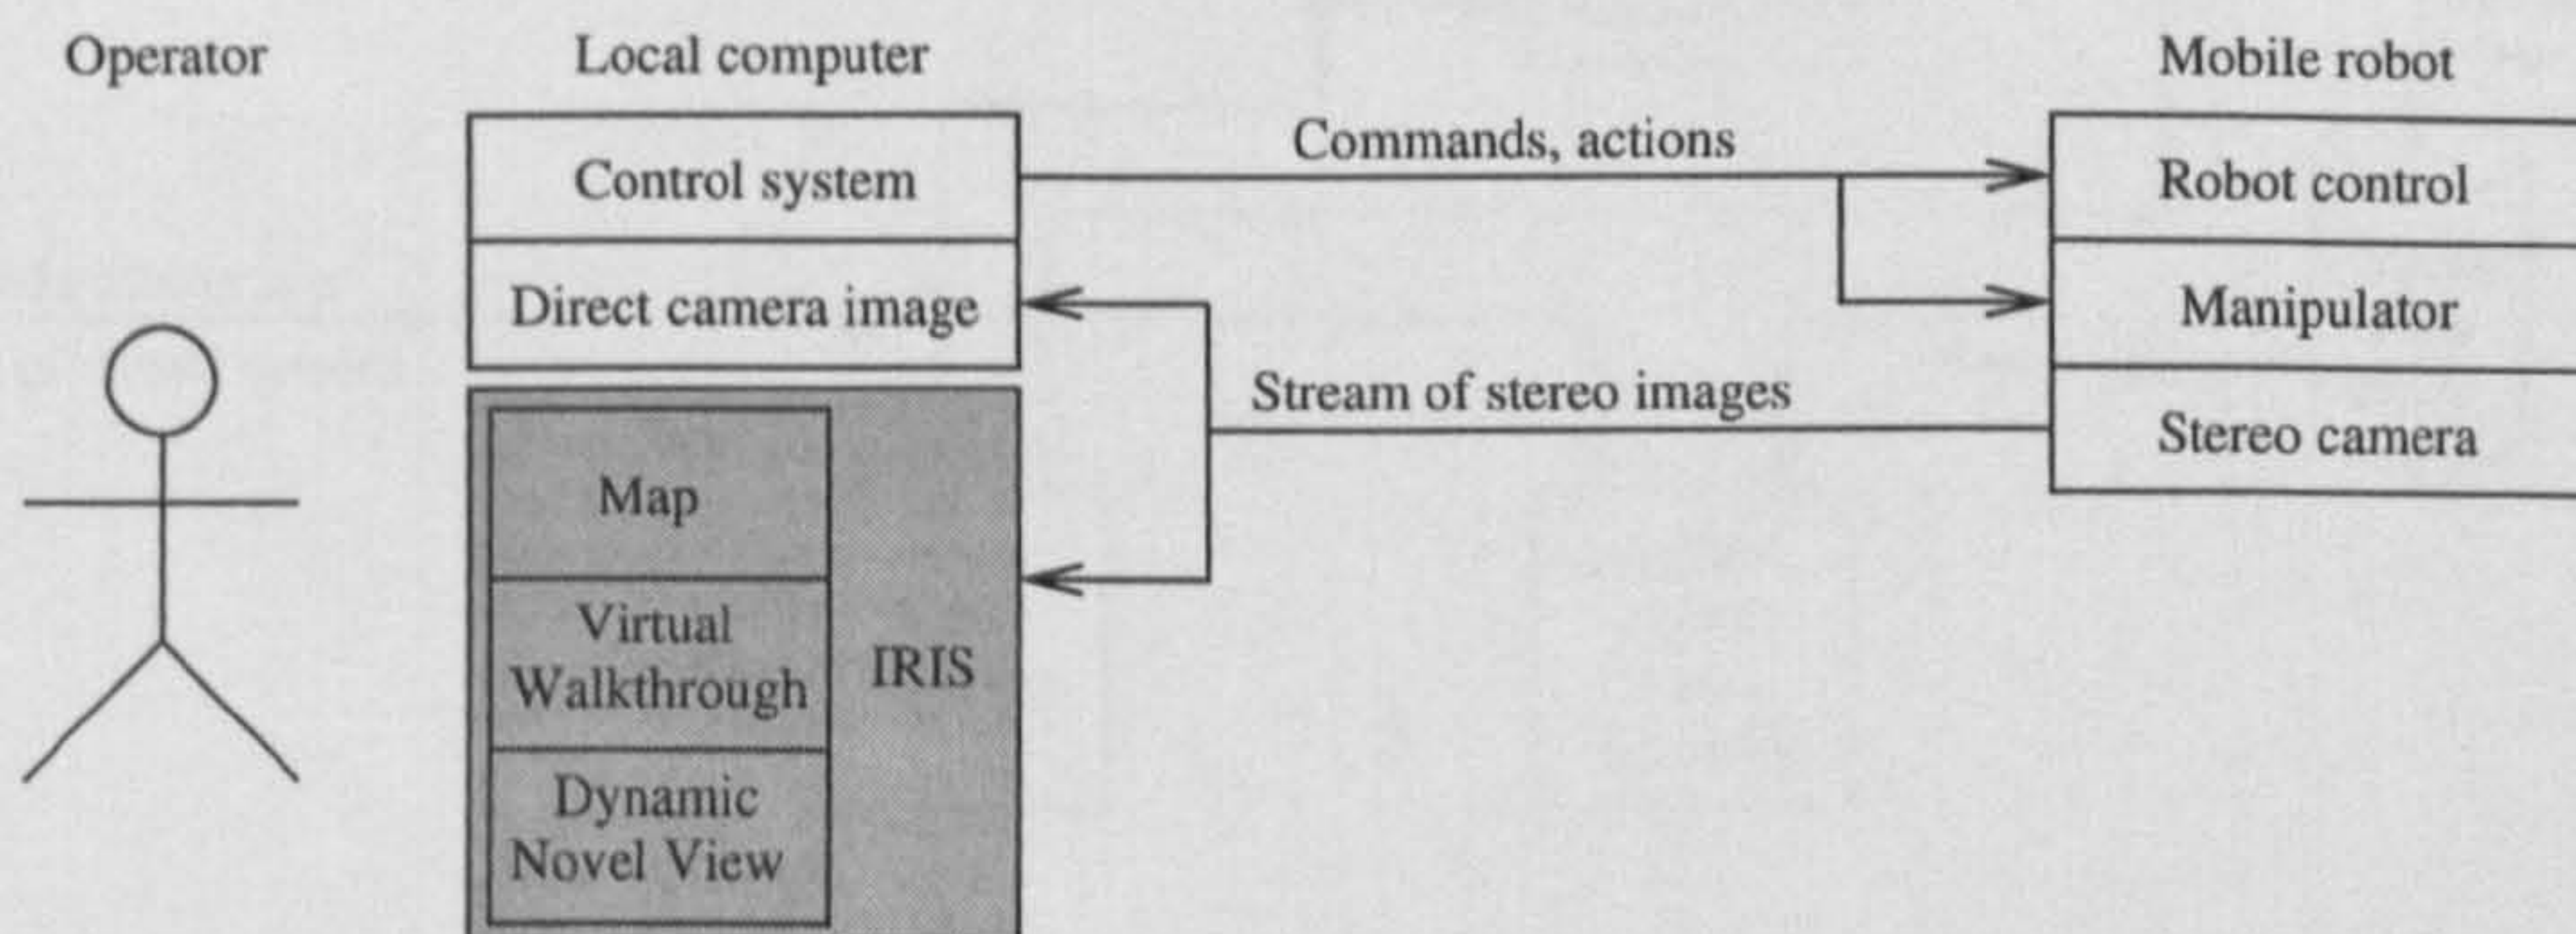 Operator
Local computer
Mobile robot
Control system
Commands, actions
Robot control
Direct camera image
Manipulator
Stream of stereo images
Stereo camera
Map
Virtual
Walkthrough
IRIS
Dynamic
Novel View